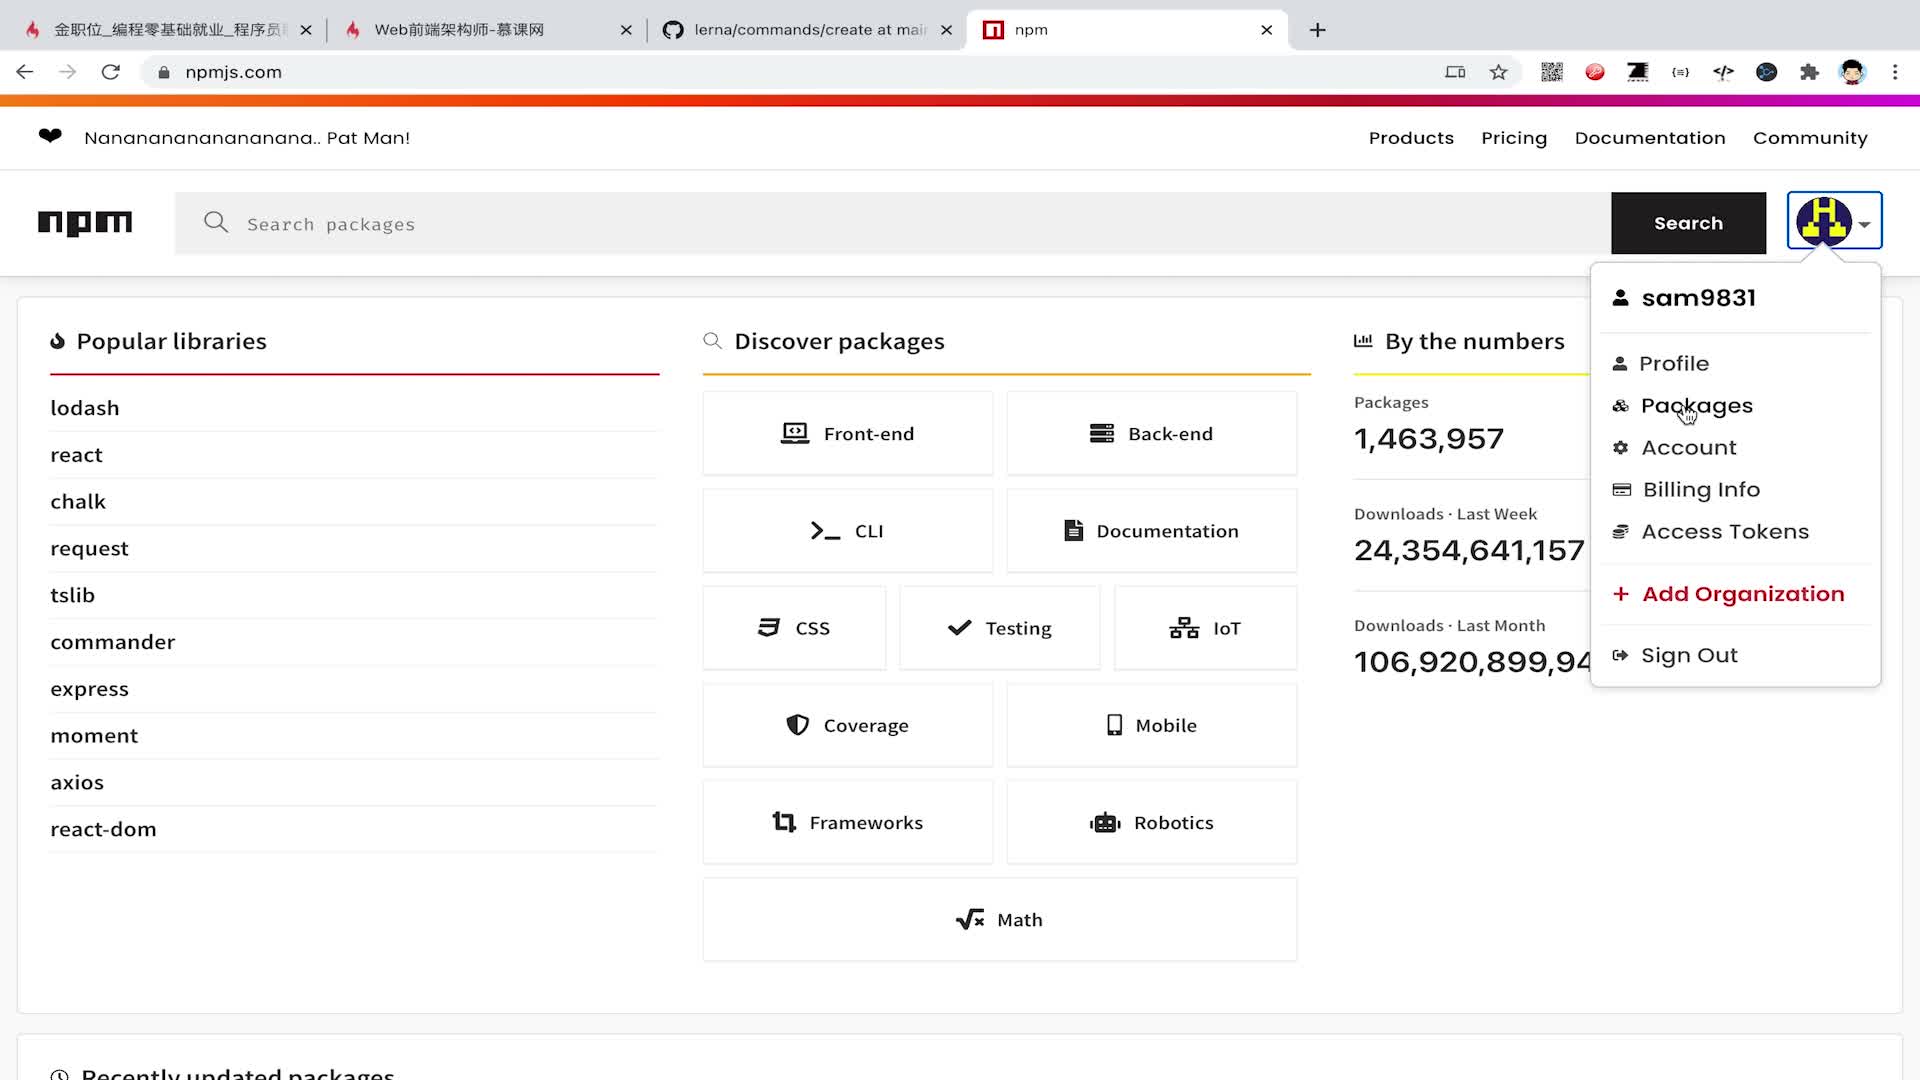 金职位_编程零基础就业_程序员
Web前端架构师-慕课网
lerna/commands/create at mai
npm
npmjs.com
Nananananananananana.. Pat Man!
Products
Pricing
Documentation
Community
npm
Search packages
Search
sam9831
Profile
Packages
Account
Billing Info
Access Tokens
Add Organization
Sign Out
Popular libraries
lodash
react
chalk
request
tslib
commander
express
moment
axios
react-dom
Discover packages
Front-end
Back-end
CLI
Documentation
CSS
Testing
IoT
Coverage
Mobile
Frameworks
Robotics
Math
By the numbers
Packages
1,463,957
Downloads · Last Week
24,354,641,157
Downloads · Last Month
106,920,899,94
Recently updated packages